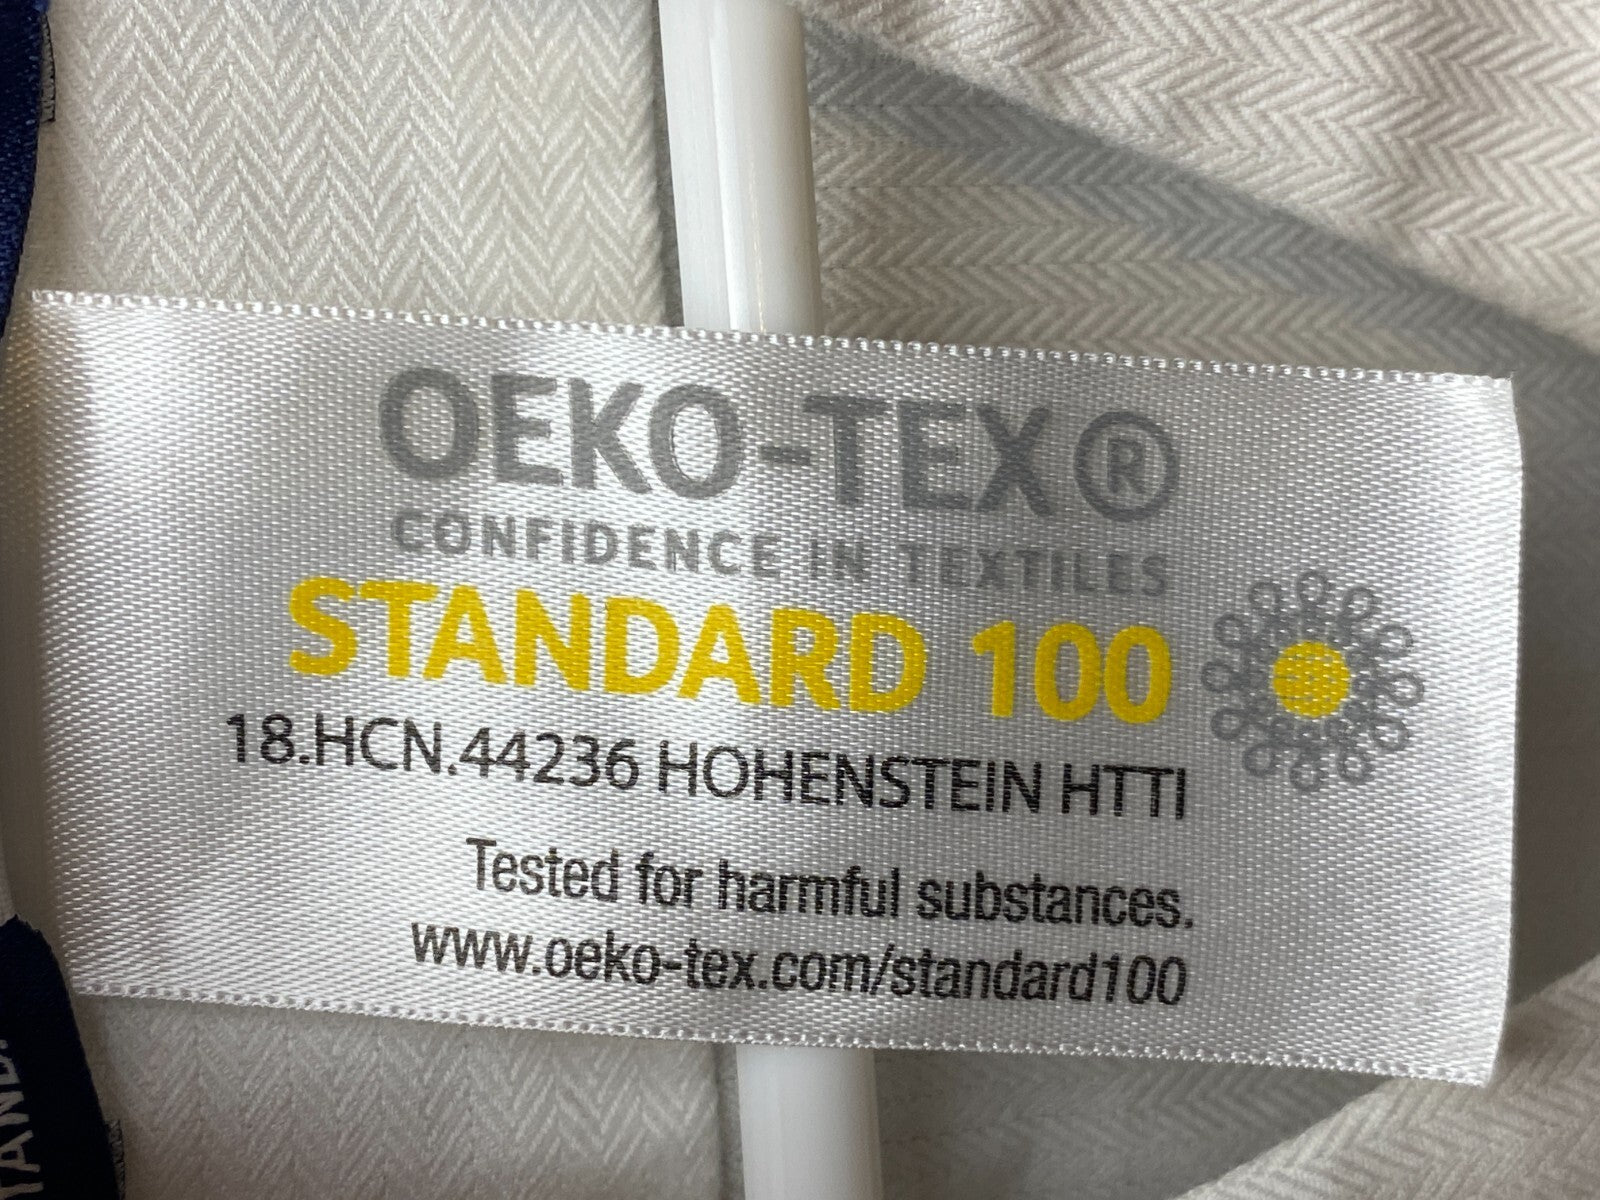 OEKO-TEX®
CONFIDENCE IN TEXTILES
STANDARD 100
18.HCN.44236 HOHENSTEIN HTTI
Tested for harmful substances.
www.oeko-tex.com/standard100